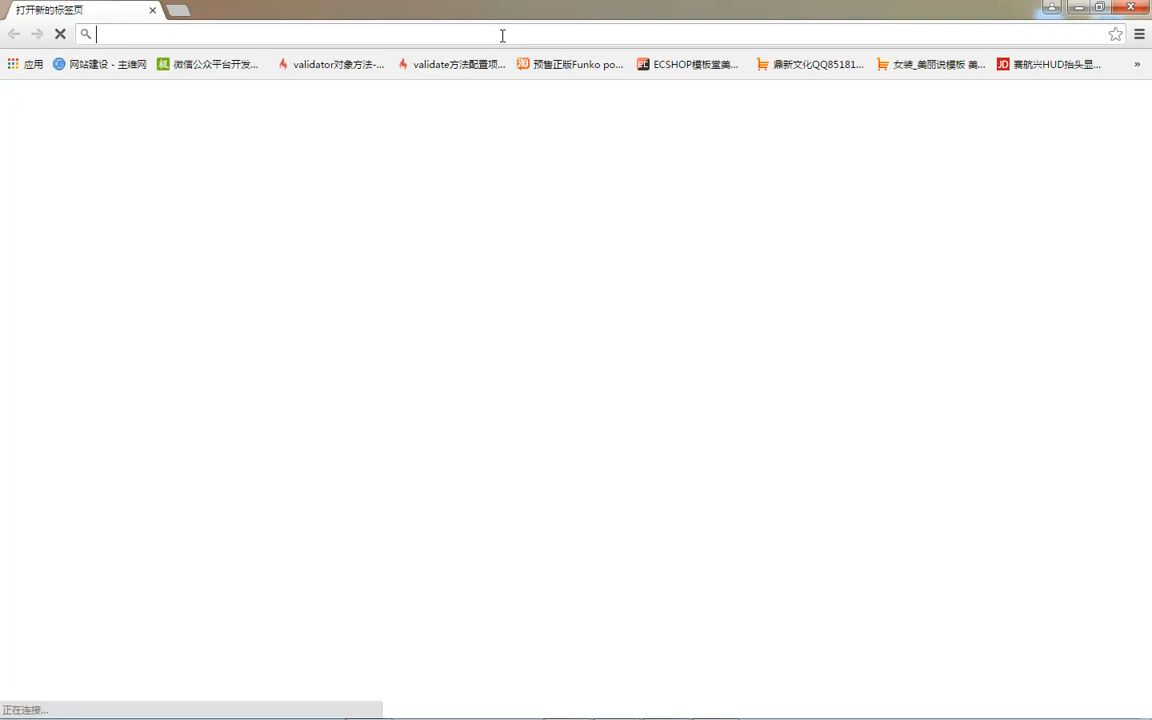 打开新的标签页
应用 网站建设 - 主维网 微信公众平台开发... validator对象方法-... validate方法配置项... 预售正版Funko po... ECSHOP模板堂美... 鼎新文化QQ85181... 女装_美丽说模板 美... 赛航兴HUD抬头显... »
正在连接...